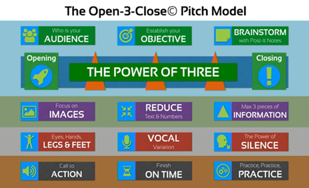 The Open-3-Close© Pitch Model
Who is your
AUDIENCE
Establish your
OBJECTIVE
BRAINSTORM
with Post-it Notes
Opening
THE POWER OF THREE
Closing
Focus on
IMAGES
REDUCE
Text & Numbers
Max 3 pieces of
INFORMATION
Eyes, Hands,
LEGS & FEET
VOCAL
Variation
The Power of
SILENCE
Call to
ACTION
Finish
ON TIME
Practice, Practice,
PRACTICE